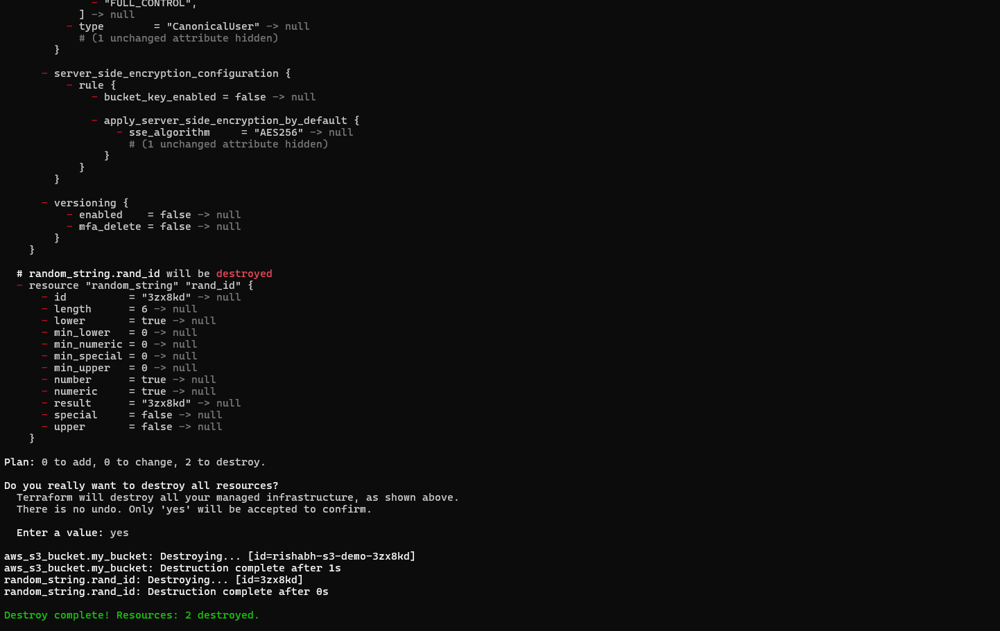 - "FULL_CONTROL",
            ] -> null
          - type        = "CanonicalUser" -> null
            # (1 unchanged attribute hidden)
        }

      - server_side_encryption_configuration {
          - rule {
              - bucket_key_enabled = false -> null

              - apply_server_side_encryption_by_default {
                  - sse_algorithm     = "AES256" -> null
                    # (1 unchanged attribute hidden)
                }
            }
        }

      - versioning {
          - enabled    = false -> null
          - mfa_delete = false -> null
        }
    }

  # random_string.rand_id will be destroyed
  - resource "random_string" "rand_id" {
      - id          = "3zx8kd" -> null
      - length      = 6 -> null
      - lower       = true -> null
      - min_lower   = 0 -> null
      - min_numeric = 0 -> null
      - min_special = 0 -> null
      - min_upper   = 0 -> null
      - number      = true -> null
      - numeric     = true -> null
      - result      = "3zx8kd" -> null
      - special     = false -> null
      - upper       = false -> null
    }

Plan: 0 to add, 0 to change, 2 to destroy.

Do you really want to destroy all resources?
  Terraform will destroy all your managed infrastructure, as shown above.
  There is no undo. Only 'yes' will be accepted to confirm.

  Enter a value: yes

aws_s3_bucket.my_bucket: Destroying... [id=rishabh-s3-demo-3zx8kd]
aws_s3_bucket.my_bucket: Destruction complete after 1s
random_string.rand_id: Destroying... [id=3zx8kd]
random_string.rand_id: Destruction complete after 0s

Destroy complete! Resources: 2 destroyed.